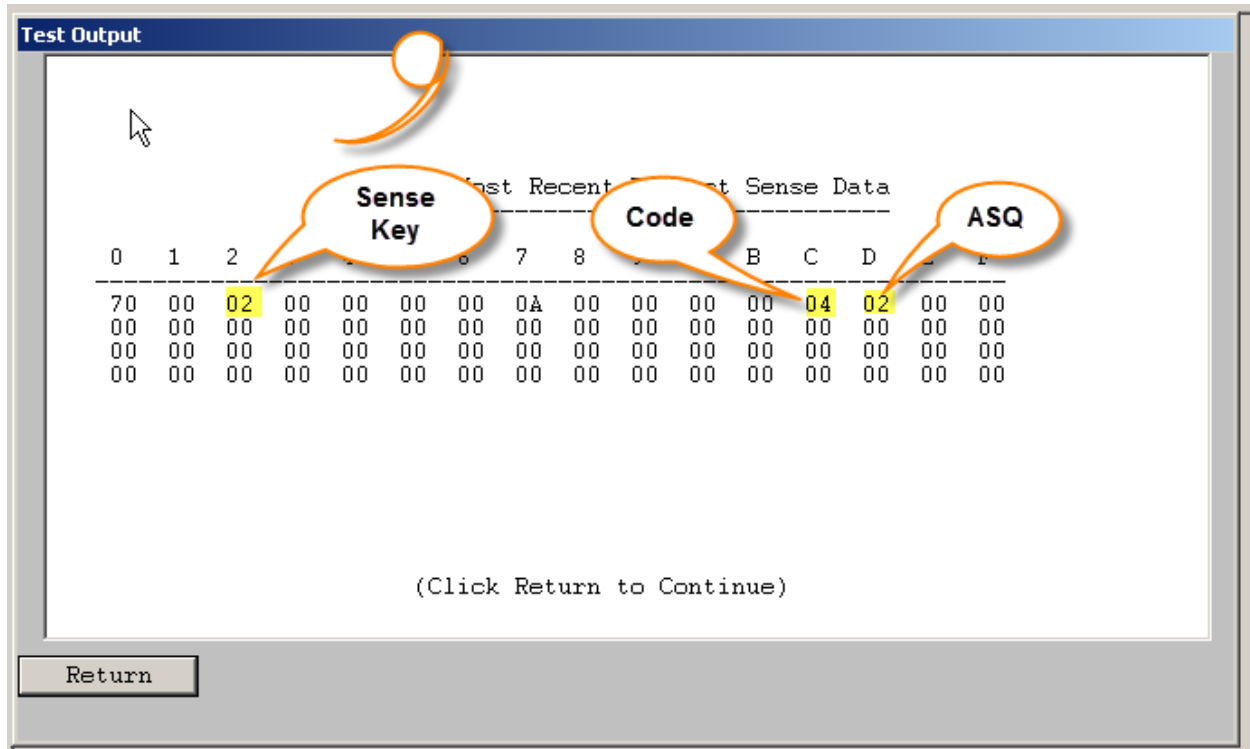 Test Output
Sense Key
Recent
Sense Data
Code
ASQ
0 1 2 7 8 B C D
70 00 02 00 00 00 00 0A 00 00 00 00 04 02 00 00
00 00 00 00 00 00 00 00 00 00 00 00 00 00 00 00
00 00 00 00 00 00 00 00 00 00 00 00 00 00 00 00
00 00 00 00 00 00 00 00 00 00 00 00 00 00 00 00
(Click Return to Continue)
Return